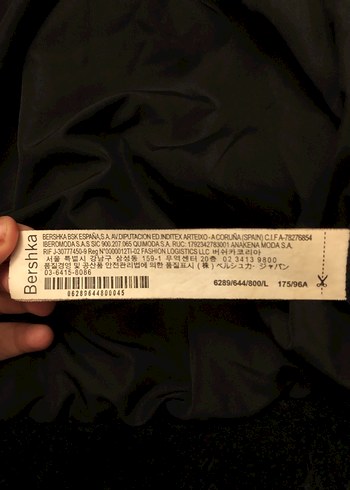 Bershka
BERSHKA BSK ESPAÑA,S.A. AV.DIPUTACION ED.INDITEX ARTEIXO-A CORUÑA (SPAIN) C.I.F A-78276854
IBEROMODA S.A.S SIC 900.207.065 QUIMODA S.A. RUC: 1792342783001 ANAKENA MODA S.A.
RIF J-30777450-9 Reg Nº0000012TI-02 FASHION LOGISTICS LLC 버쉬카코리아
서울 특별시 강남구 삼성동 159-1 무역센터 20층 02 3413 9800
품질경영 및 공산품 안전관리법에 의한 품질표시 (株) ベルシュカ・ジャパン
03-6415-8086
06289644800045
6289/644/800/L 175/96A